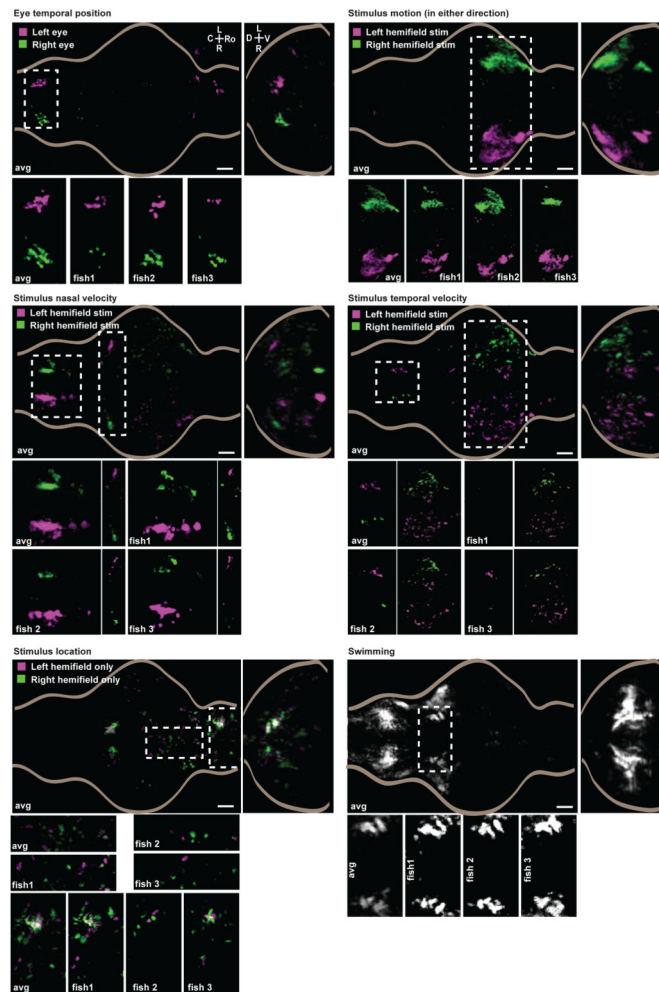 Eye temporal position
Left eye
Right eye
L
C Ro
R
L
D V
R
avg
avg
fish1
fish2
fish3
Stimulus motion (in either direction)
Left hemifield stim
Right hemifield stim
avg
avg
fish1
fish2
fish3
Stimulus nasal velocity
Left hemifield stim
Right hemifield stim
avg
avg
fish1
fish 2
fish 3
Stimulus temporal velocity
Left hemifield stim
Right hemifield stim
avg
avg
fish1
fish 2
fish 3
Stimulus location
Left hemifield only
Right hemifield only
avg
avg
fish 2
fish1
fish 3
avg
fish1
fish 2
fish 3
Swimming
avg
avg
fish1
fish 2
fish 3